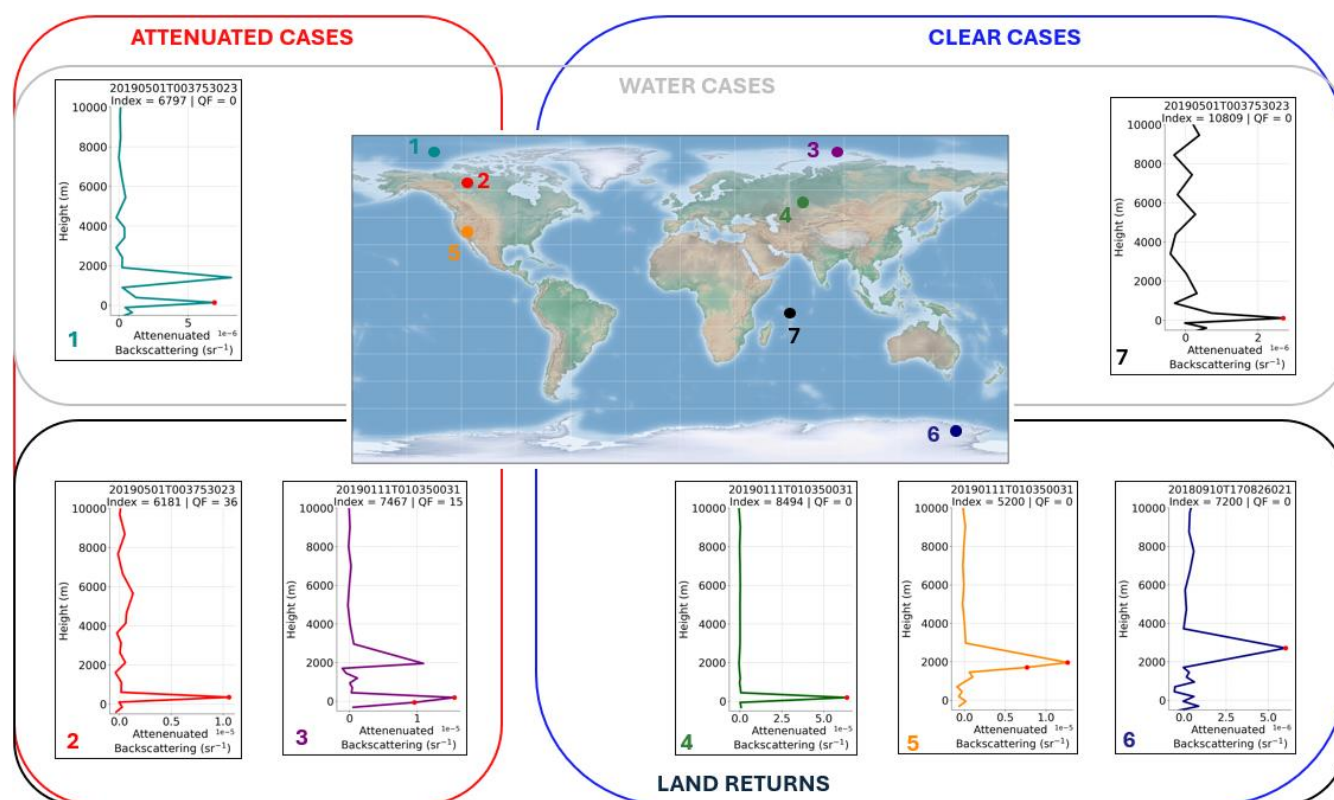 ATTENUATED CASES
CLEAR CASES
WATER CASES
20190501T003753023
Index = 6797 | QF = 0
10000
8000
6000
4000
2000
0
Height (m)
0 5
1e−6
Attenenuated
Backscattering (sr⁻¹)
1
1
2
3
4
5
6
7
20190501T003753023
Index = 10809 | QF = 0
10000
8000
6000
4000
2000
0
Height (m)
0 2
1e−6
Attenenuated
Backscattering (sr⁻¹)
7
20190501T003753023
Index = 6181 | QF = 36
10000
8000
6000
4000
2000
0
Height (m)
0.0 0.5 1.0
1e−5
Attenenuated
Backscattering (sr⁻¹)
2
20190111T010350031
Index = 7467 | QF = 15
10000
8000
6000
4000
2000
0
Height (m)
0 1
1e−5
Attenenuated
Backscattering (sr⁻¹)
3
20190111T010350031
Index = 8494 | QF = 0
10000
8000
6000
4000
2000
0
Height (m)
0.0 2.5 5.0
1e−5
Attenenuated
Backscattering (sr⁻¹)
4
20190111T010350031
Index = 5200 | QF = 0
10000
8000
6000
4000
2000
0
Height (m)
0.0 0.5 1.0
1e−5
Attenenuated
Backscattering (sr⁻¹)
5
20180910T170826021
Index = 7200 | QF = 0
10000
8000
6000
4000
2000
0
Height (m)
0.0 2.5 5.0
1e−6
Attenenuated
Backscattering (sr⁻¹)
6
LAND RETURNS